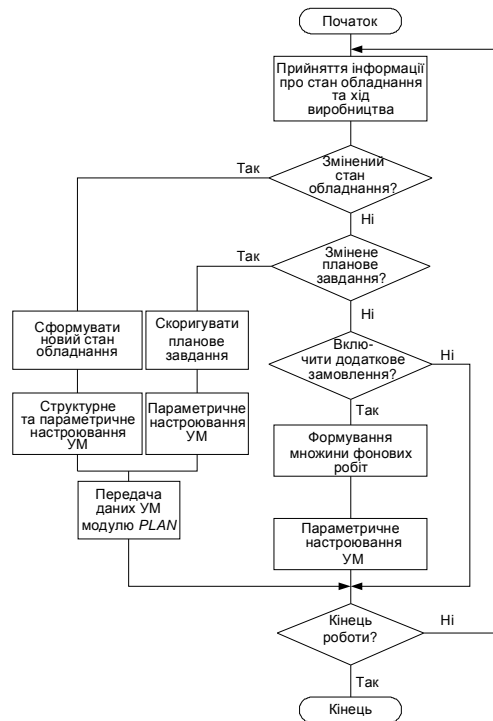 Початок
Прийняття інформації
про стан обладнання
та хід
виробництва
Так
Змінений
стан
обладнання?
Ні
Так
Змінене
планове
завдання?
Ні
Сформувати
новий стан
обладнання
Скоригувати
планове
завдання
Вклю-
чити додаткове
замовлення?
Ні
Так
Структурне
та параметричне
настроювання
УМ
Параметричне
настроювання
УМ
Формування
множини фонових
робіт
Передача
даних УМ
модулю PLAN
Параметричне
настроювання
УМ
Кінець
роботи?
Ні
Так
Кінець